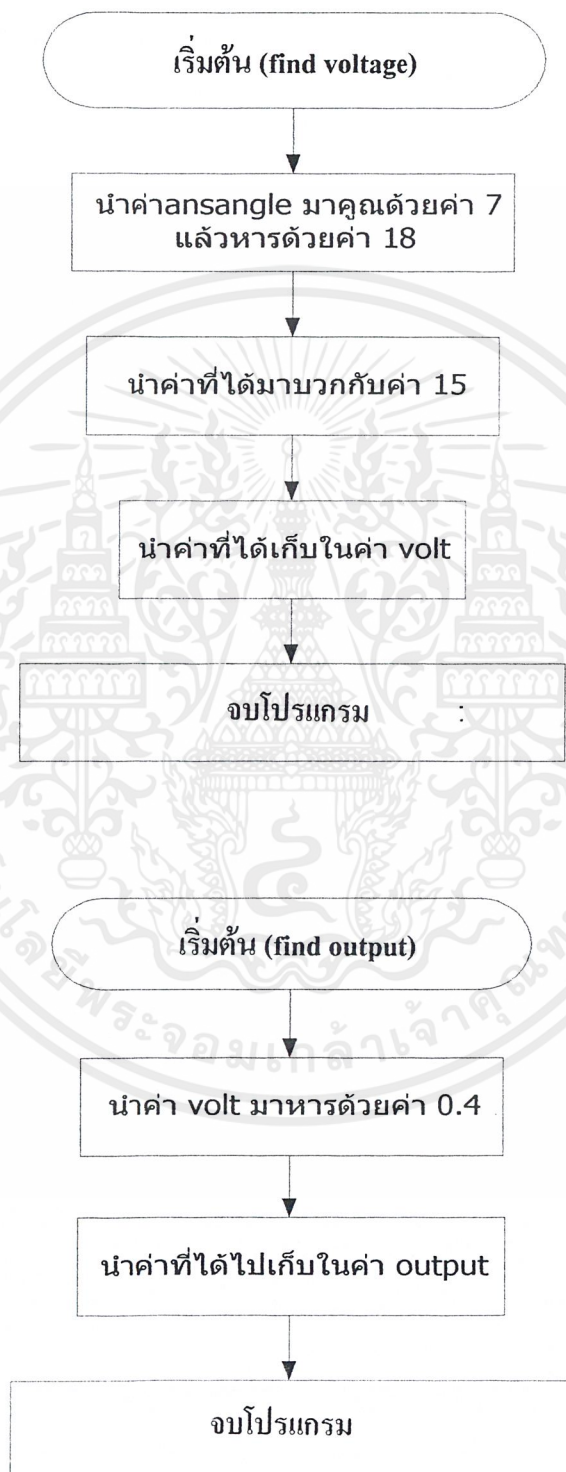 เริ่มต้น (find voltage)
นำค่าansangle มาคูณด้วยค่า 7
แล้วหารด้วยค่า 18
นำค่าที่ได้มาบวกกับค่า 15
นำค่าที่ได้เก็บในค่า volt
จบโปรแกรม :
เริ่มต้น (find output)
นำค่า volt มาหารด้วยค่า 0.4
นำค่าที่ได้ไปเก็บในค่า output
จบโปรแกรม